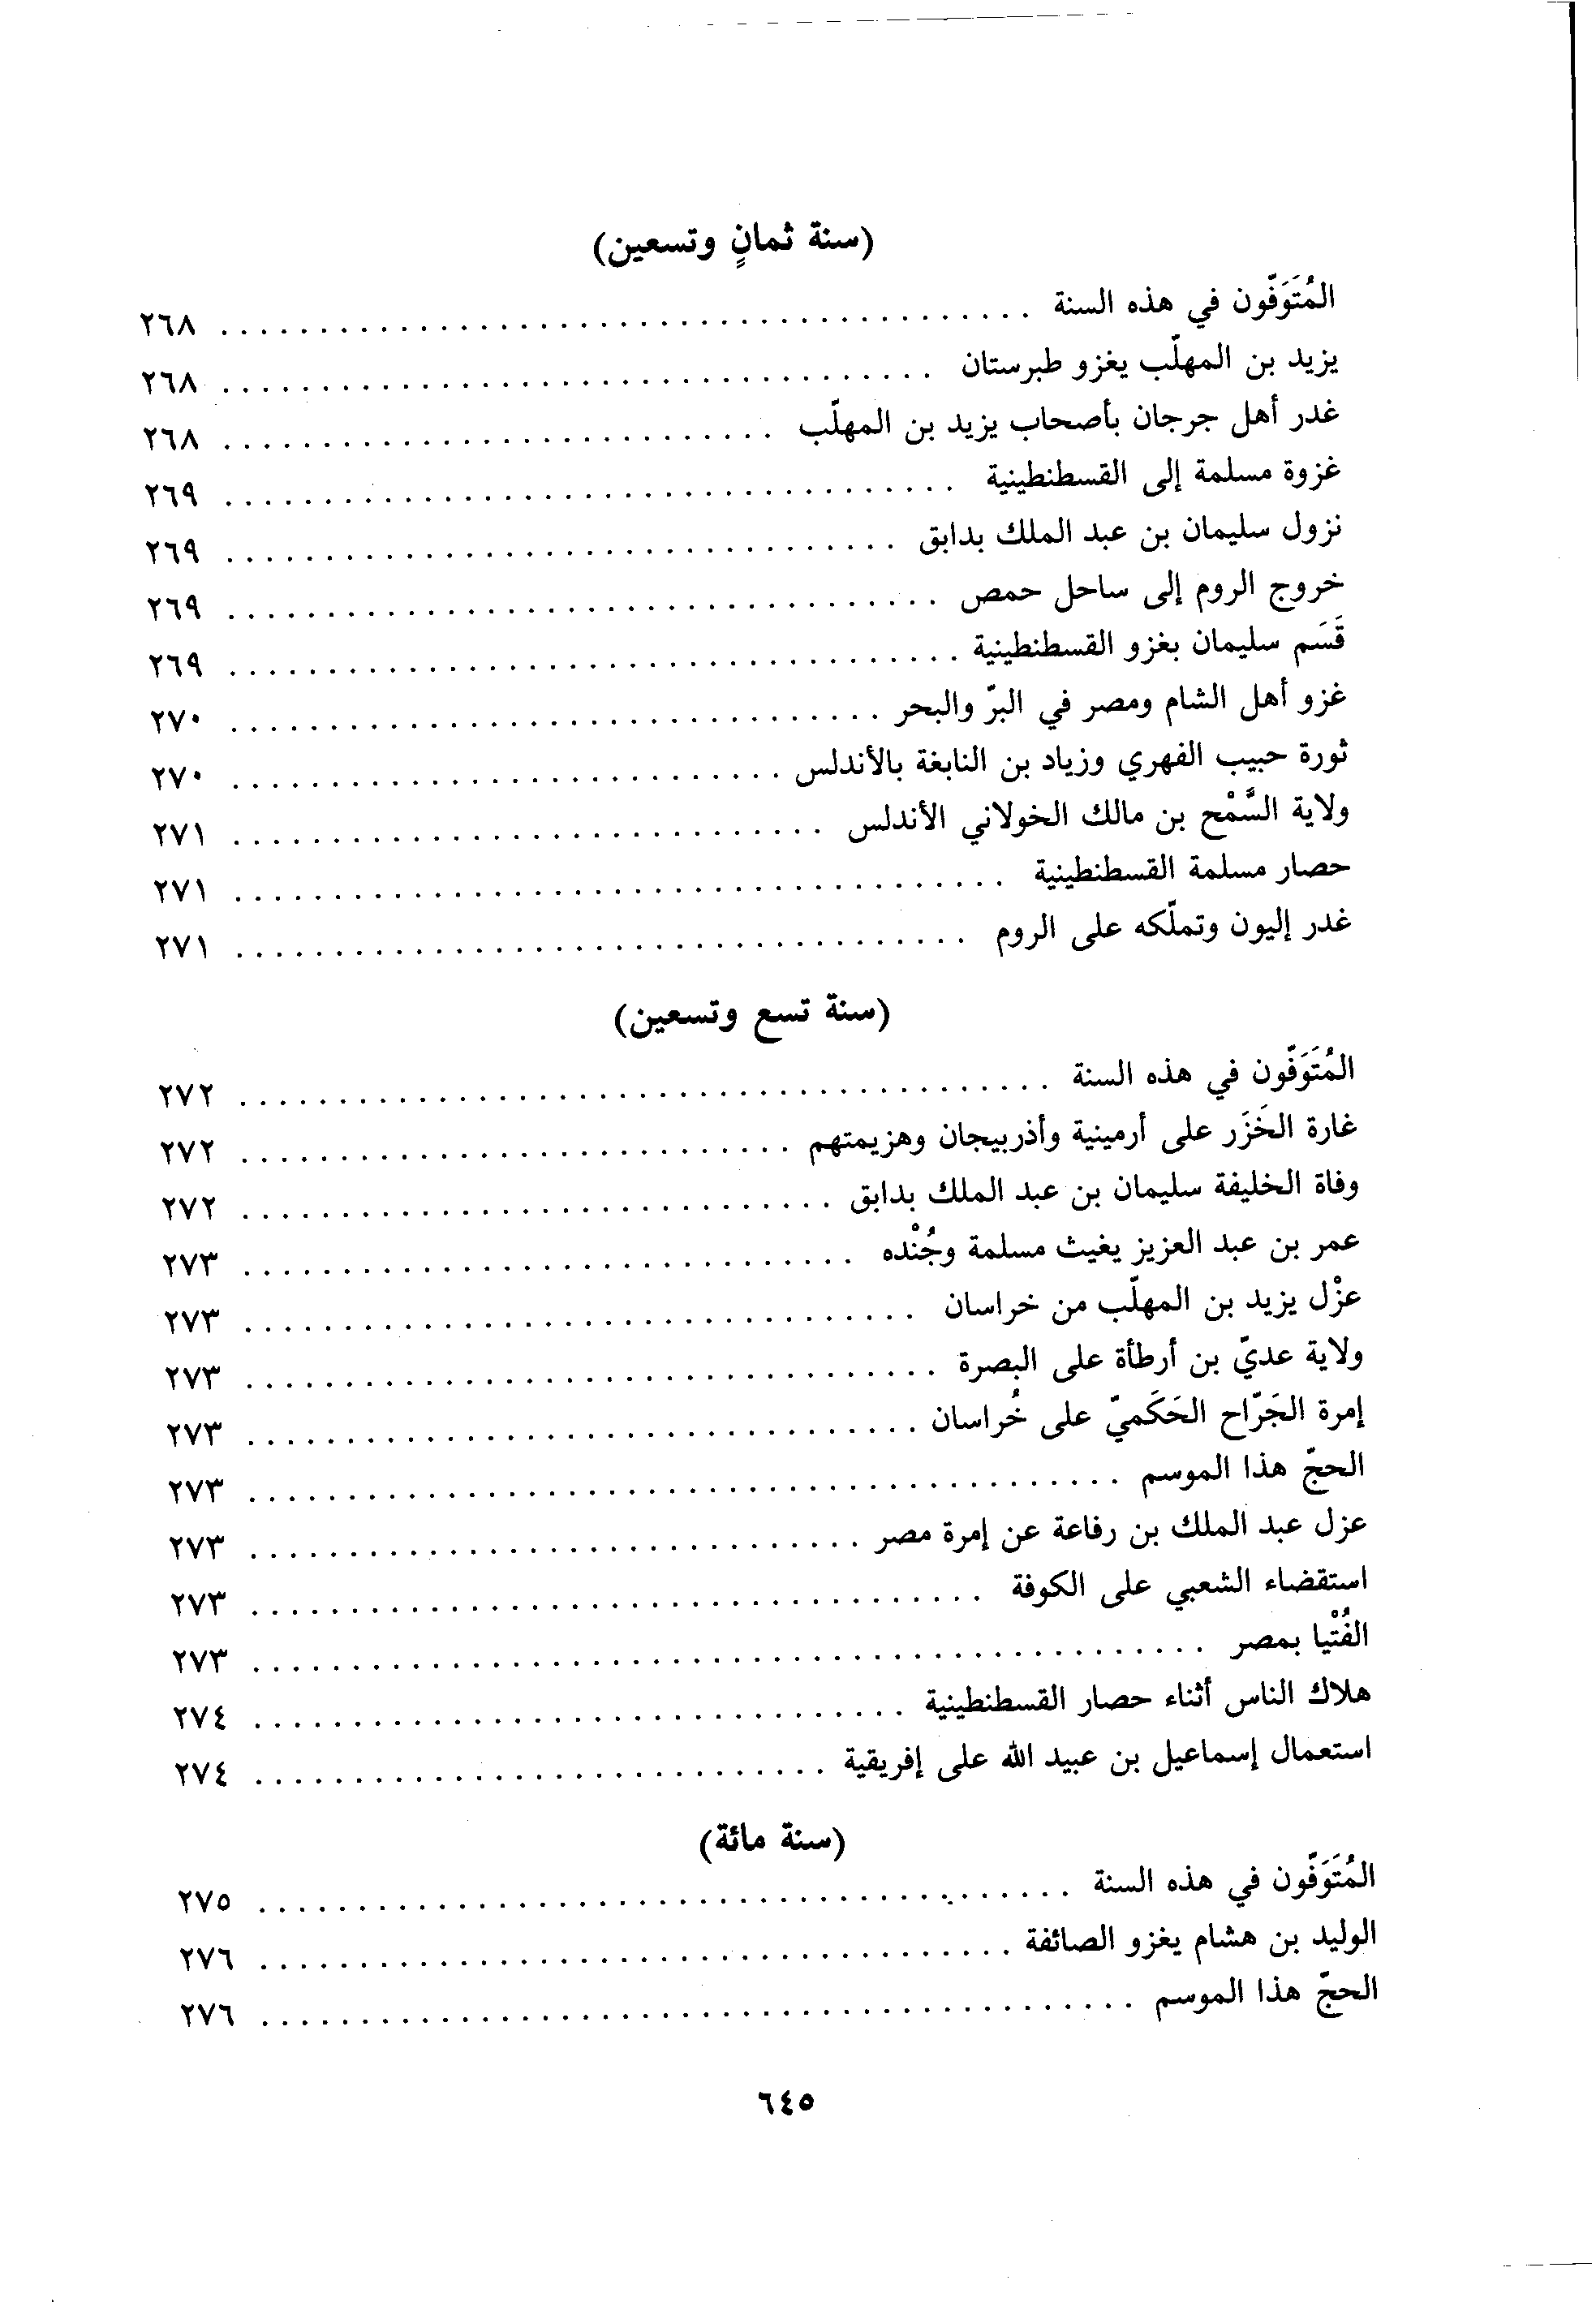 (سنة ثمانٍ وتسعين)
المُتَوَفّون في هذه السنة . . . . . . . . . . ٢٦٨
يزيد بن المهلّب يغزو طبرستان . . . . . . . . . . ٢٦٨
غدر أهل جرجان بأصحاب يزيد بن المهلّب . . . . . . . . . . ٢٦٨
غزوة مسلمة إلى القسطنطينية . . . . . . . . . . ٢٦٩
نزول سليمان بن عبد الملك بدابق . . . . . . . . . . ٢٦٩
خروج الروم إلى ساحل حمص . . . . . . . . . . ٢٦٩
قَسَم سليمان بغزو القسطنطينية . . . . . . . . . . ٢٦٩
غزو أهل الشام ومصر في البرّ والبحر . . . . . . . . . . ٢٧٠
ثورة حبيب الفهري وزياد بن النابغة بالأندلس . . . . . . . . . . ٢٧٠
ولاية السَّمْح بن مالك الخولاني الأندلس . . . . . . . . . . ٢٧١
حصار مسلمة القسطنطينية . . . . . . . . . . ٢٧١
غدر إليون وتملّكه على الروم . . . . . . . . . . ٢٧١
(سنة تسع وتسعين)
المُتَوَفّون في هذه السنة . . . . . . . . . . ٢٧٢
غارة الخَزَر على أرمينية وأذربيجان وهزيمتهم . . . . . . . . . . ٢٧٢
وفاة الخليفة سليمان بن عبد الملك بدابق . . . . . . . . . . ٢٧٢
عمر بن عبد العزيز يغيث مسلمة وجُنْده . . . . . . . . . . ٢٧٣
عزْل يزيد بن المهلّب من خراسان . . . . . . . . . . ٢٧٣
ولاية عديّ بن أرطأة على البصرة . . . . . . . . . . ٢٧٣
إمرة الجَرّاح الحَكَميّ على خُراسان . . . . . . . . . . ٢٧٣
الحجّ هذا الموسم . . . . . . . . . . ٢٧٣
عزل عبد الملك بن رفاعة عن إمرة مصر . . . . . . . . . . ٢٧٣
استقضاء الشعبي على الكوفة . . . . . . . . . . ٢٧٣
الفُتْيا بمصر . . . . . . . . . . ٢٧٣
هلاك الناس أثناء حصار القسطنطينية . . . . . . . . . . ٢٧٤
استعمال إسماعيل بن عبيد الله على إفريقية . . . . . . . . . . ٢٧٤
(سنة مائة)
المُتَوَفّون في هذه السنة . . . . . . . . . . ٢٧٥
الوليد بن هشام يغزو الصائفة . . . . . . . . . . ٢٧٦
الحجّ هذا الموسم . . . . . . . . . . ٢٧٦
٦٤٥